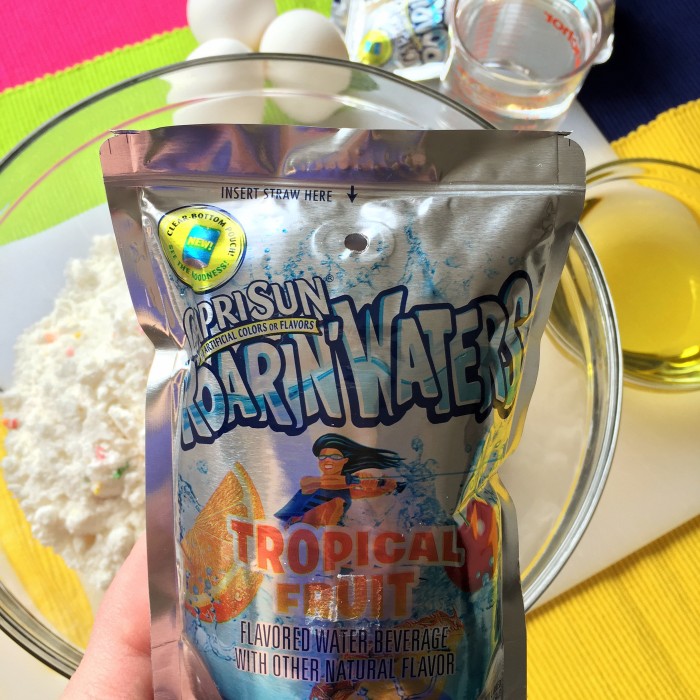 INSERT STRAW HERE
CLEAR-BOTTOM POUCH!
NEW!
SEE THE GOODNESS!
CAPRISUN®
ARTIFICIAL COLORS OR FLAVORS
ROARIN' WATERS
TROPICAL
FRUIT
FLAVORED WATER BEVERAGE
WITH OTHER NATURAL FLAVOR